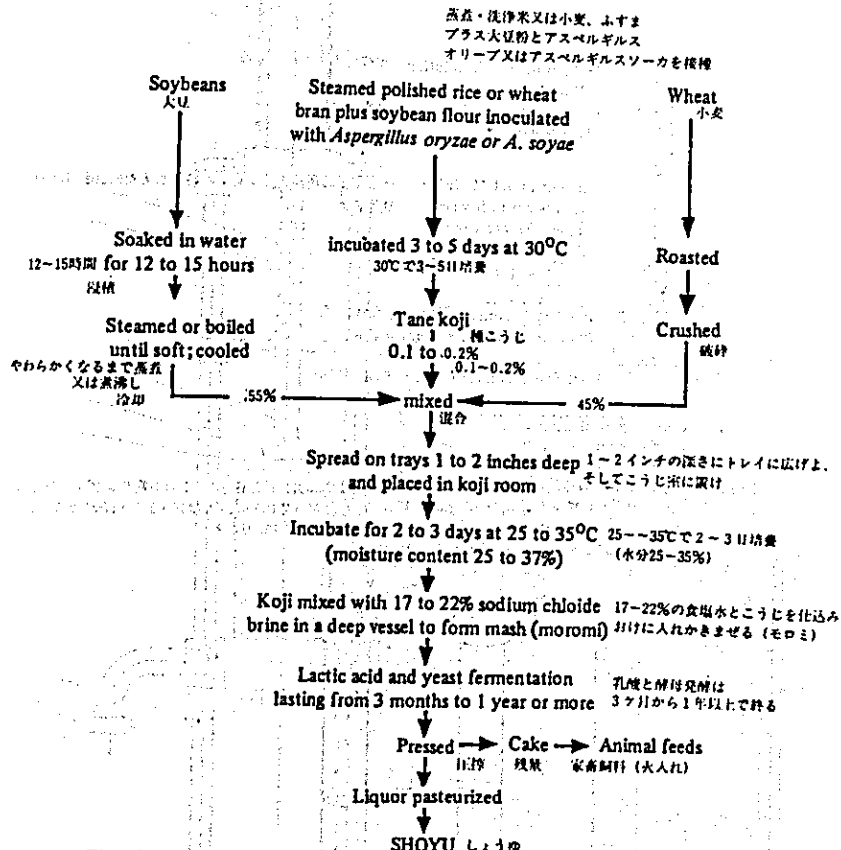 蒸煮・洗浄米又は小麦、ふすま
プラス大豆粉とアスペルギルス
オリーブ又はアスペルギルスソーカを接種
Soybeans
大豆
Steamed polished rice or wheat
bran plus soybean flour inoculated
with Aspergillus oryzae or A. soyae
Wheat
小麦
Soaked in water
12~15時間 for 12 to 15 hours
浸漬
incubated 3 to 5 days at 30°C
30℃で3~5日培養
Roasted
Steamed or boiled
until soft; cooled
やわらかくなるまで蒸煮
又は煮沸し
冷却
Tane koji
種こうじ
0.1 to 0.2%
0.1~0.2%
Crushed
破砕
55%
mixed
45%
混合
Spread on trays 1 to 2 inches deep 1~2インチの深さにトレイに広げよ、
and placed in koji room そしてこうじ室に置け
Incubate for 2 to 3 days at 25 to 35°C 25~~35℃で2~3日培養
(moisture content 25 to 37%) (水分25~35%)
Koji mixed with 17 to 22% sodium chloide 17~22%の食塩水とこうじを仕込み
brine in a deep vessel to form mash (moromi) おけに入れかきまぜる (モロミ)
Lactic acid and yeast fermentation 乳酸と酵母発酵は
lasting from 3 months to 1 year or more 3ケ月から1年以上で終る
Pressed Cake Animal feeds
圧搾 残渠 家畜飼料 (火入れ)
Liquor pasteurized
SHOYU しょうゆ